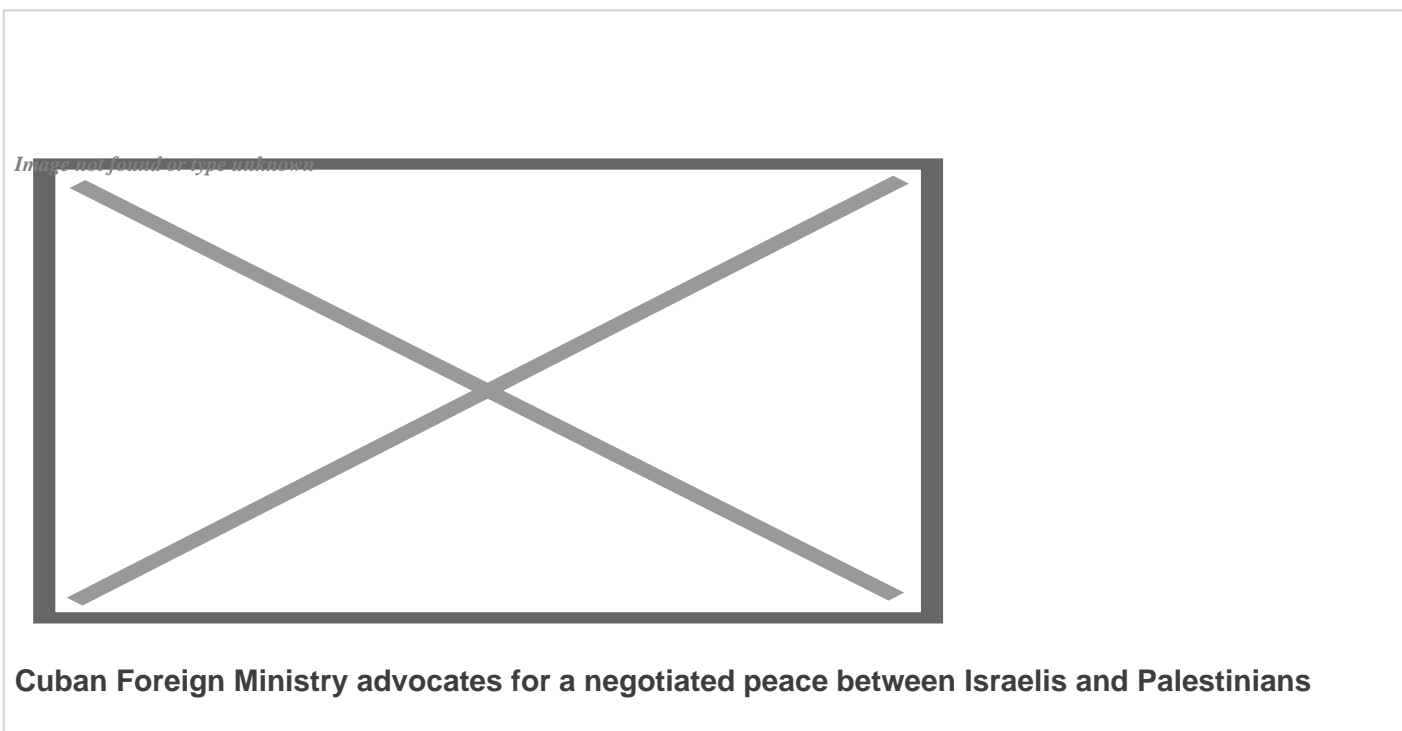 Image not found or type unknown
Cuban Foreign Ministry advocates for a negotiated peace between Israelis and Palestinians